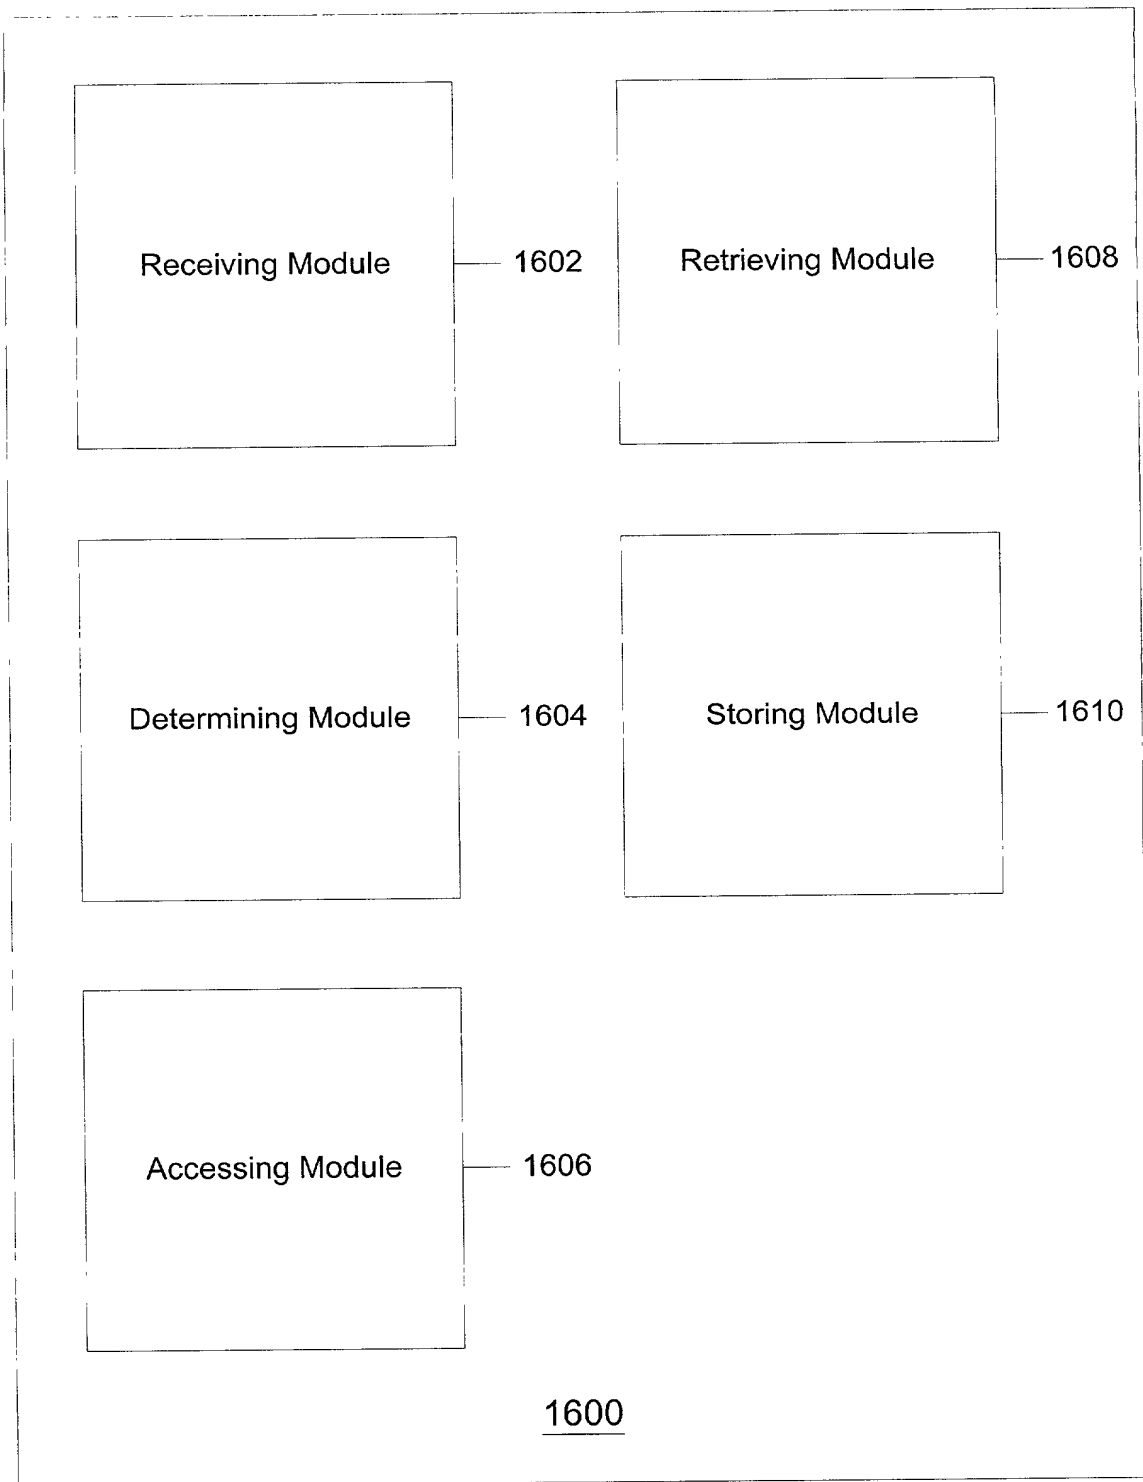 Receiving Module
1602
Retrieving Module
1608
Determining Module
1604
Storing Module
1610
Accessing Module
1606
1600